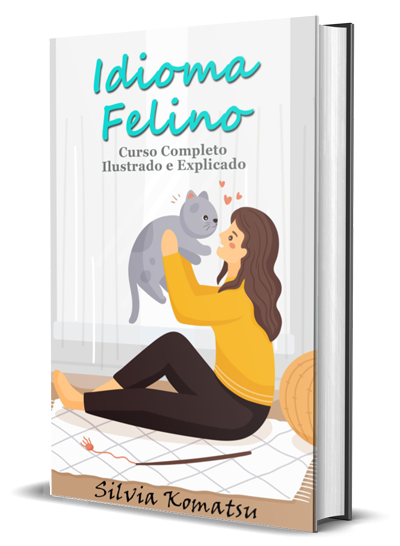 Idioma
Felino
Curso Completo
Ilustrado e Explicado
Silvia Komatsu